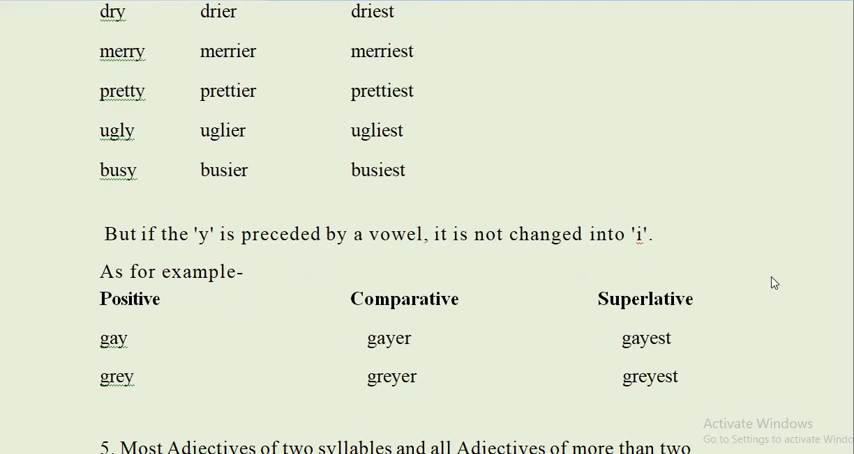 dry drier driest
merry merrier merriest
pretty prettier prettiest
ugly uglier ugliest
busy busier busiest
But if the 'y' is preceded by a vowel, it is not changed into 'i'.
As for example-
Positive Comparative Superlative
gay gayer gayest
grey greyer greyest
Activate Windows
Go to Settings to activate Windo
5. Most Adjectives of two syllables and all Adjectives of more than two